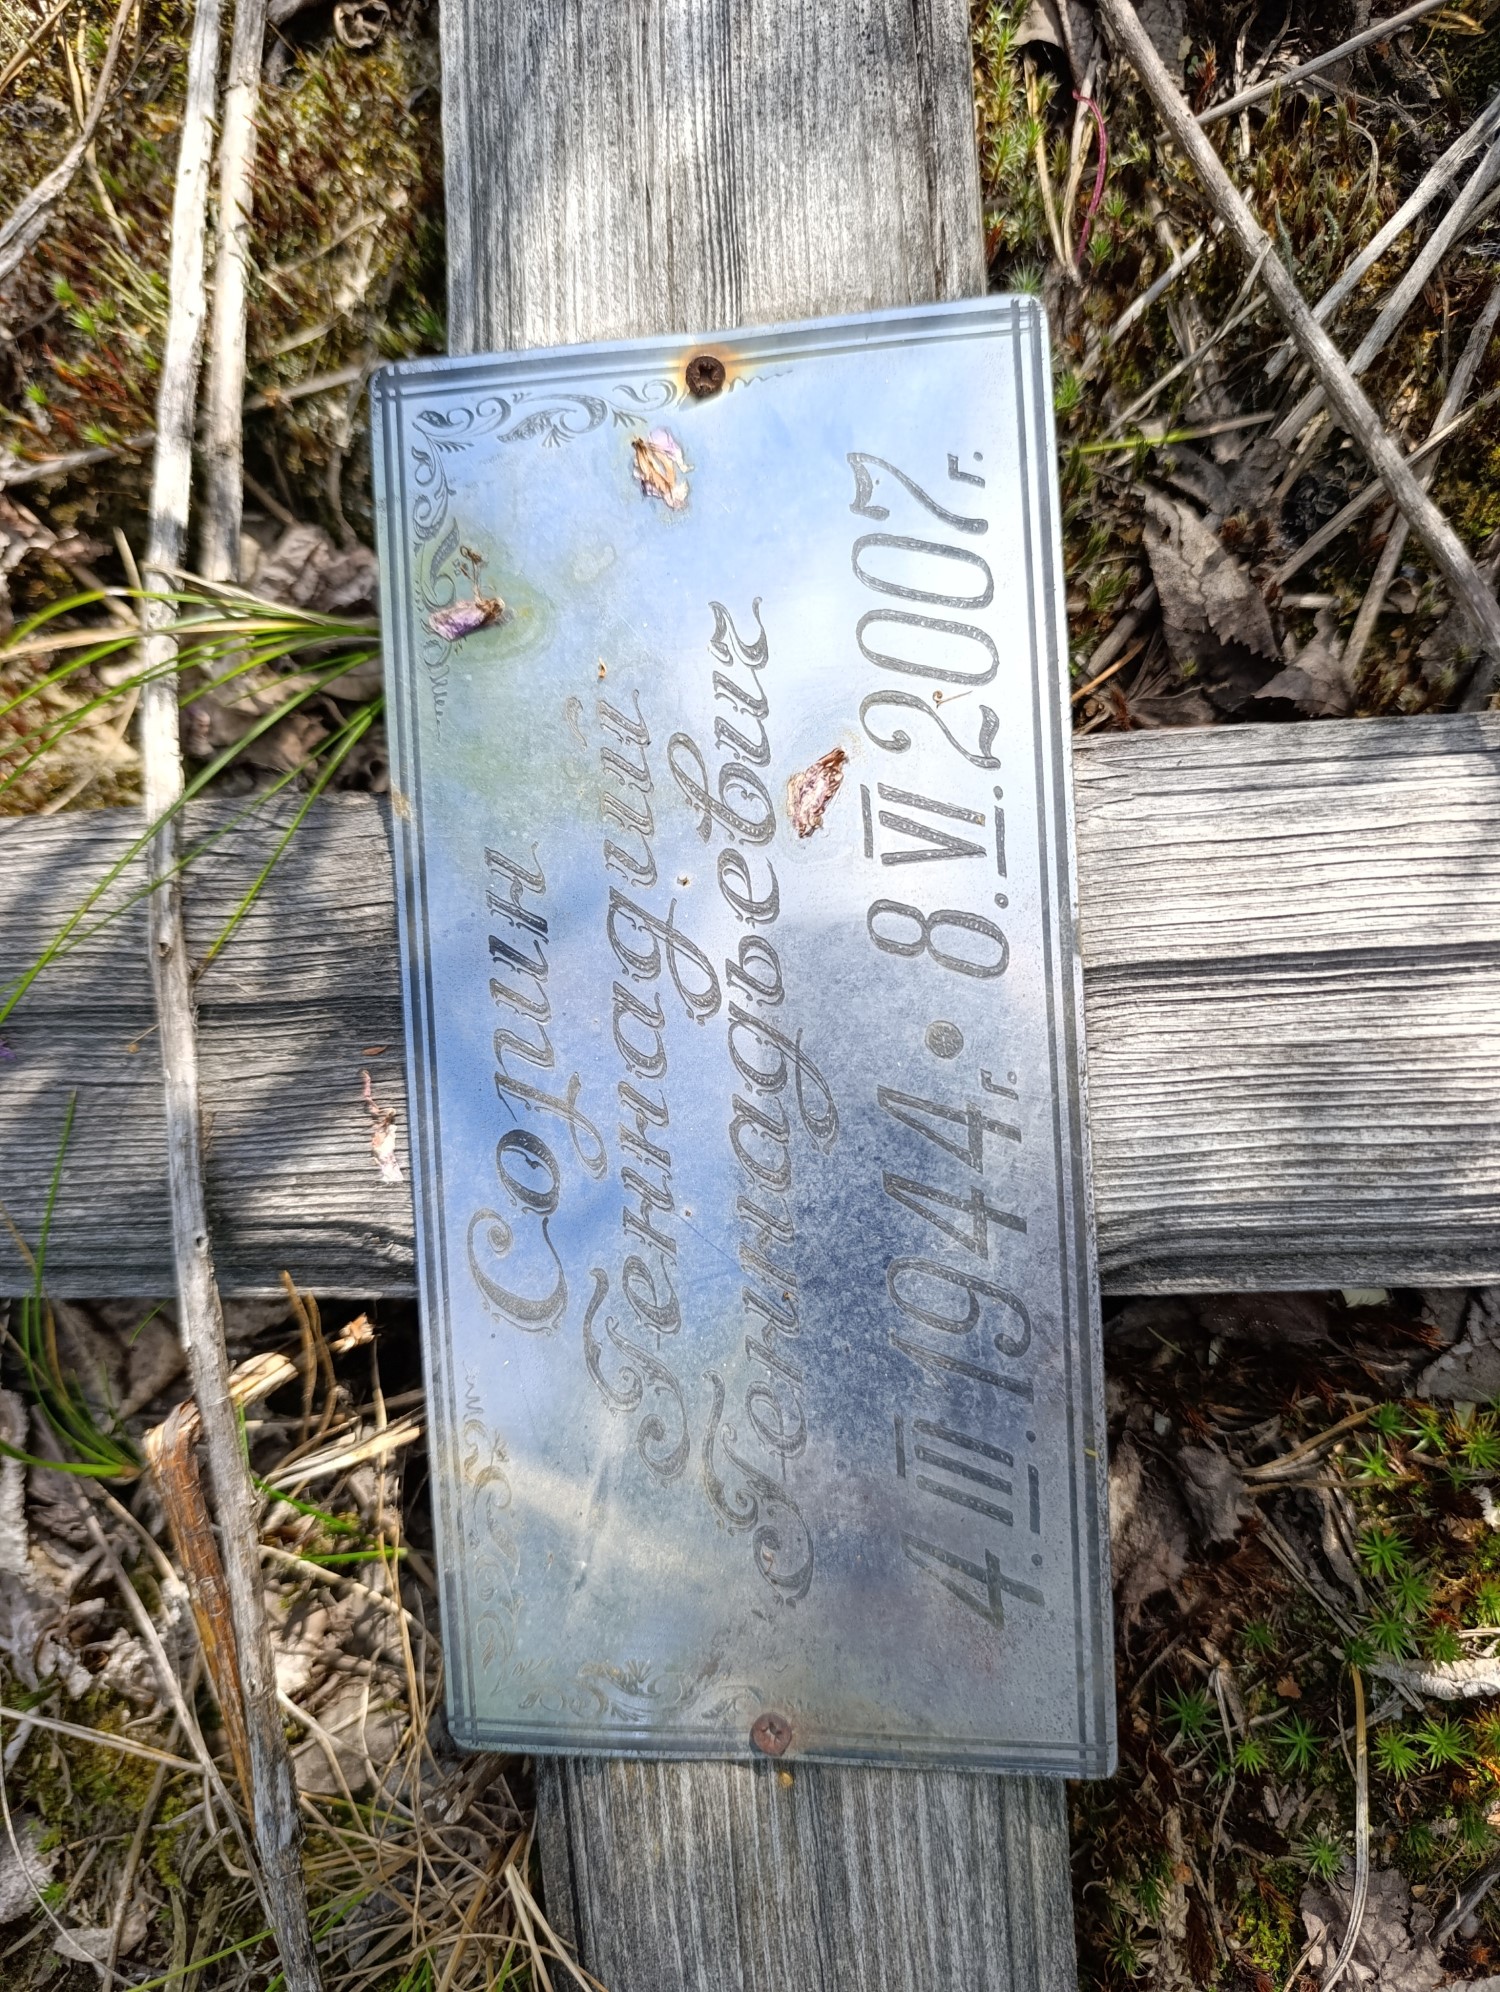 Сорин
Геннадий
Геннадьевич
4.III.1944г. • 8.VI.2007г.